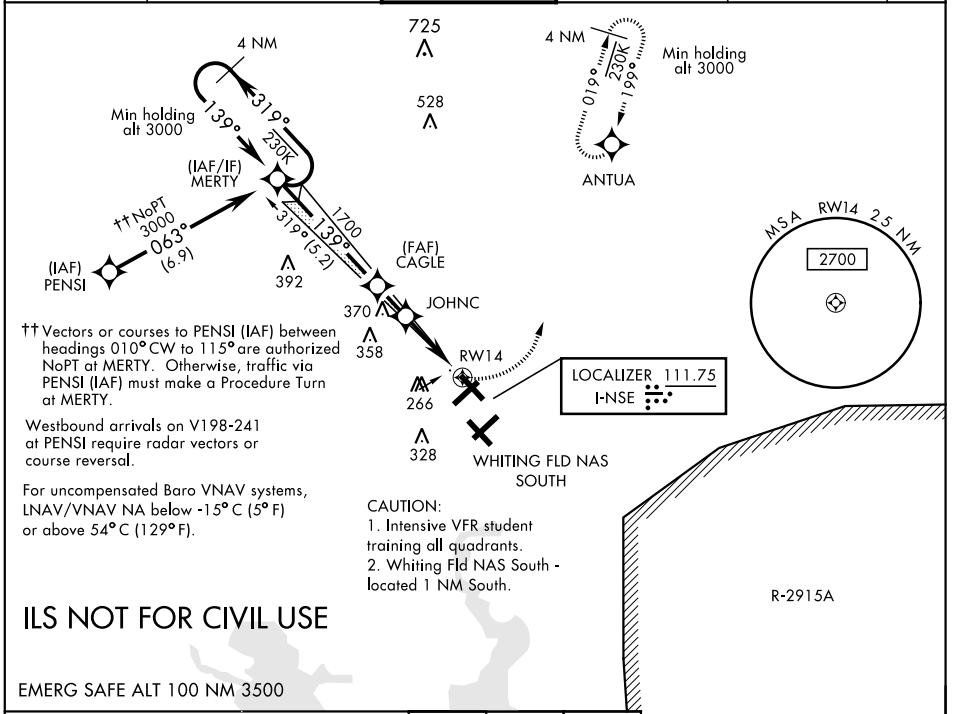 725
528
4 NM
319°
139°
230K
Min holding
alt 3000
(IAF/IF)
MERTY
4 NM
019°
230K
199°
Min holding
alt 3000
ANTUA
†† NoPT
3000
063°
(6.9)
(IAF)
PENSI
1700
139°
319° (5.2)
392
(FAF)
CAGLE
370
JOHNC
358
RW14
266
328
MSA RW14 25 NM
2700
LOCALIZER 111.75
I-NSE
WHITING FLD NAS
SOUTH
†† Vectors or courses to PENSI (IAF) between
headings 010° CW to 115° are authorized
NoPT at MERTY. Otherwise, traffic via
PENSI (IAF) must make a Procedure Turn
at MERTY.
Westbound arrivals on V198-241
at PENSI require radar vectors or
course reversal.
For uncompensated Baro VNAV systems,
LNAV/VNAV NA below -15° C (5° F)
or above 54° C (129° F).
CAUTION:
1. Intensive VFR student
training all quadrants.
2. Whiting Fld NAS South -
located 1 NM South.
R-2915A
ILS NOT FOR CIVIL USE
EMERG SAFE ALT 100 NM 3500